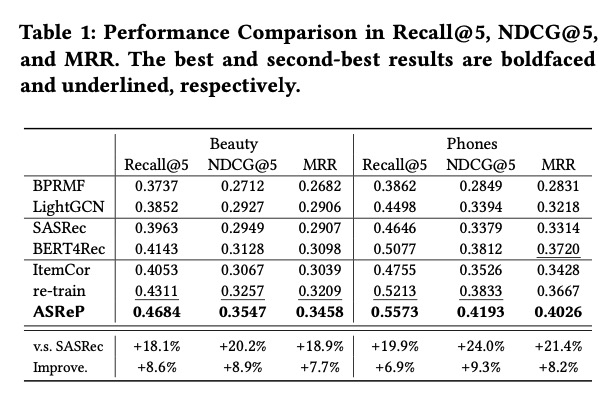 Table 1: Performance Comparison in Recall@5, NDCG@5,
and MRR. The best and second-best results are boldfaced
and underlined, respectively.
Beauty Phones
Recall@5 NDCG@5 MRR Recall@5 NDCG@5 MRR
BPRMF 0.3737 0.2712 0.2682 0.3862 0.2849 0.2831
LightGCN 0.3852 0.2927 0.2906 0.4498 0.3394 0.3218
SASRec 0.3963 0.2949 0.2907 0.4646 0.3379 0.3314
BERT4Rec 0.4143 0.3128 0.3098 0.5077 0.3812 0.3720
ItemCor 0.4053 0.3067 0.3039 0.4755 0.3526 0.3428
re-train 0.4311 0.3257 0.3209 0.5213 0.3833 0.3667
ASReP 0.4684 0.3547 0.3458 0.5573 0.4193 0.4026
v.s. SASRec +18.1% +20.2% +18.9% +19.9% +24.0% +21.4%
Improve. +8.6% +8.9% +7.7% +6.9% +9.3% +8.2%